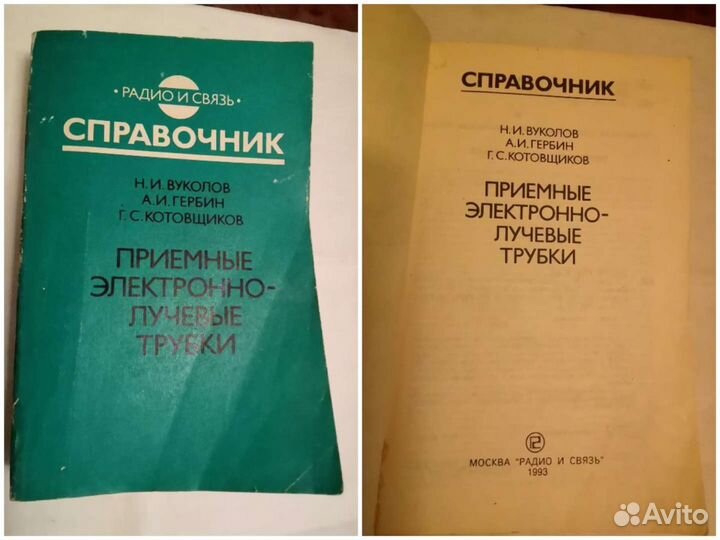 • РАДИО И СВЯЗЬ •
СПРАВОЧНИК
Н. И. ВУКОЛОВ
А. И. ГЕРБИН
Г. С. КОТОВЩИКОВ
ПРИЕМНЫЕ
ЭЛЕКТРОННО-
ЛУЧЕВЫЕ
ТРУБКИ
СПРАВОЧНИК
Н. И. ВУКОЛОВ
А. И. ГЕРБИН
Г. С. КОТОВЩИКОВ
ПРИЕМНЫЕ
ЭЛЕКТРОННО-
ЛУЧЕВЫЕ
ТРУБКИ
МОСКВА "РАДИО И СВЯЗЬ"
1993
Avito